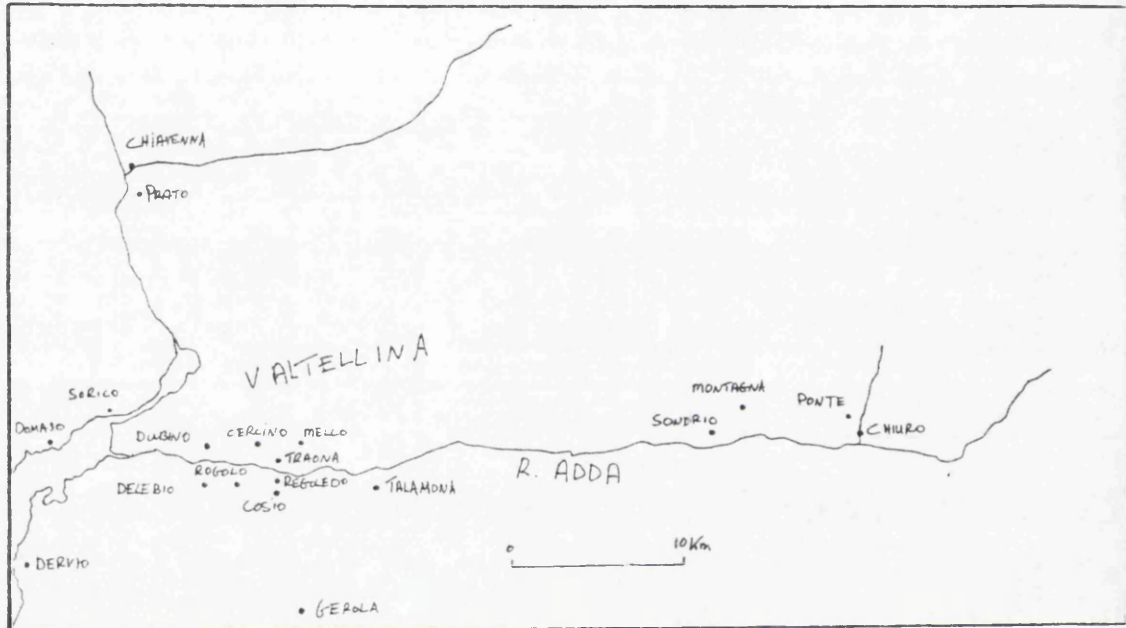 CHIAVENNA
PRATO
VALTELLINA
SORICO
DOMASO
DUBINO
CERCINO
MELLO
TRAONA
ROGOLO
DELEBIO
REGOLEDO
COSIO
TALAMONA
MONTAGNA
SONDRIO
PONTE
CHIURO
R. ADDA
0 10 Km
DERVIO
GEROLA